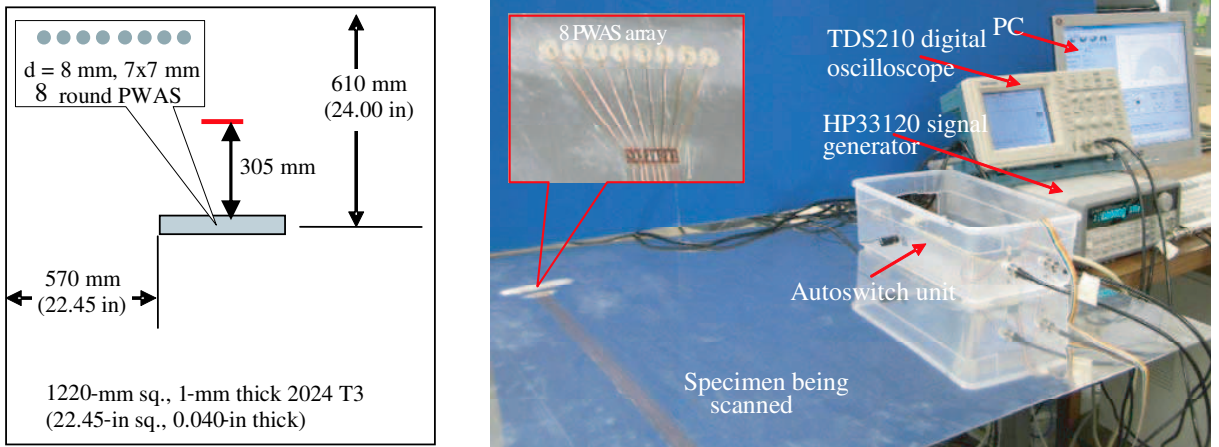 d = 8 mm, 7x7 mm
8 round PWAS
610 mm
(24.00 in)
305 mm
570 mm
(22.45 in)
1220-mm sq., 1-mm thick 2024 T3
(22.45-in sq., 0.040-in thick)
8 PWAS array
TDS210 digital
oscilloscope
PC
HP33120 signal
generator
Autoswitch unit
Specimen being
scanned